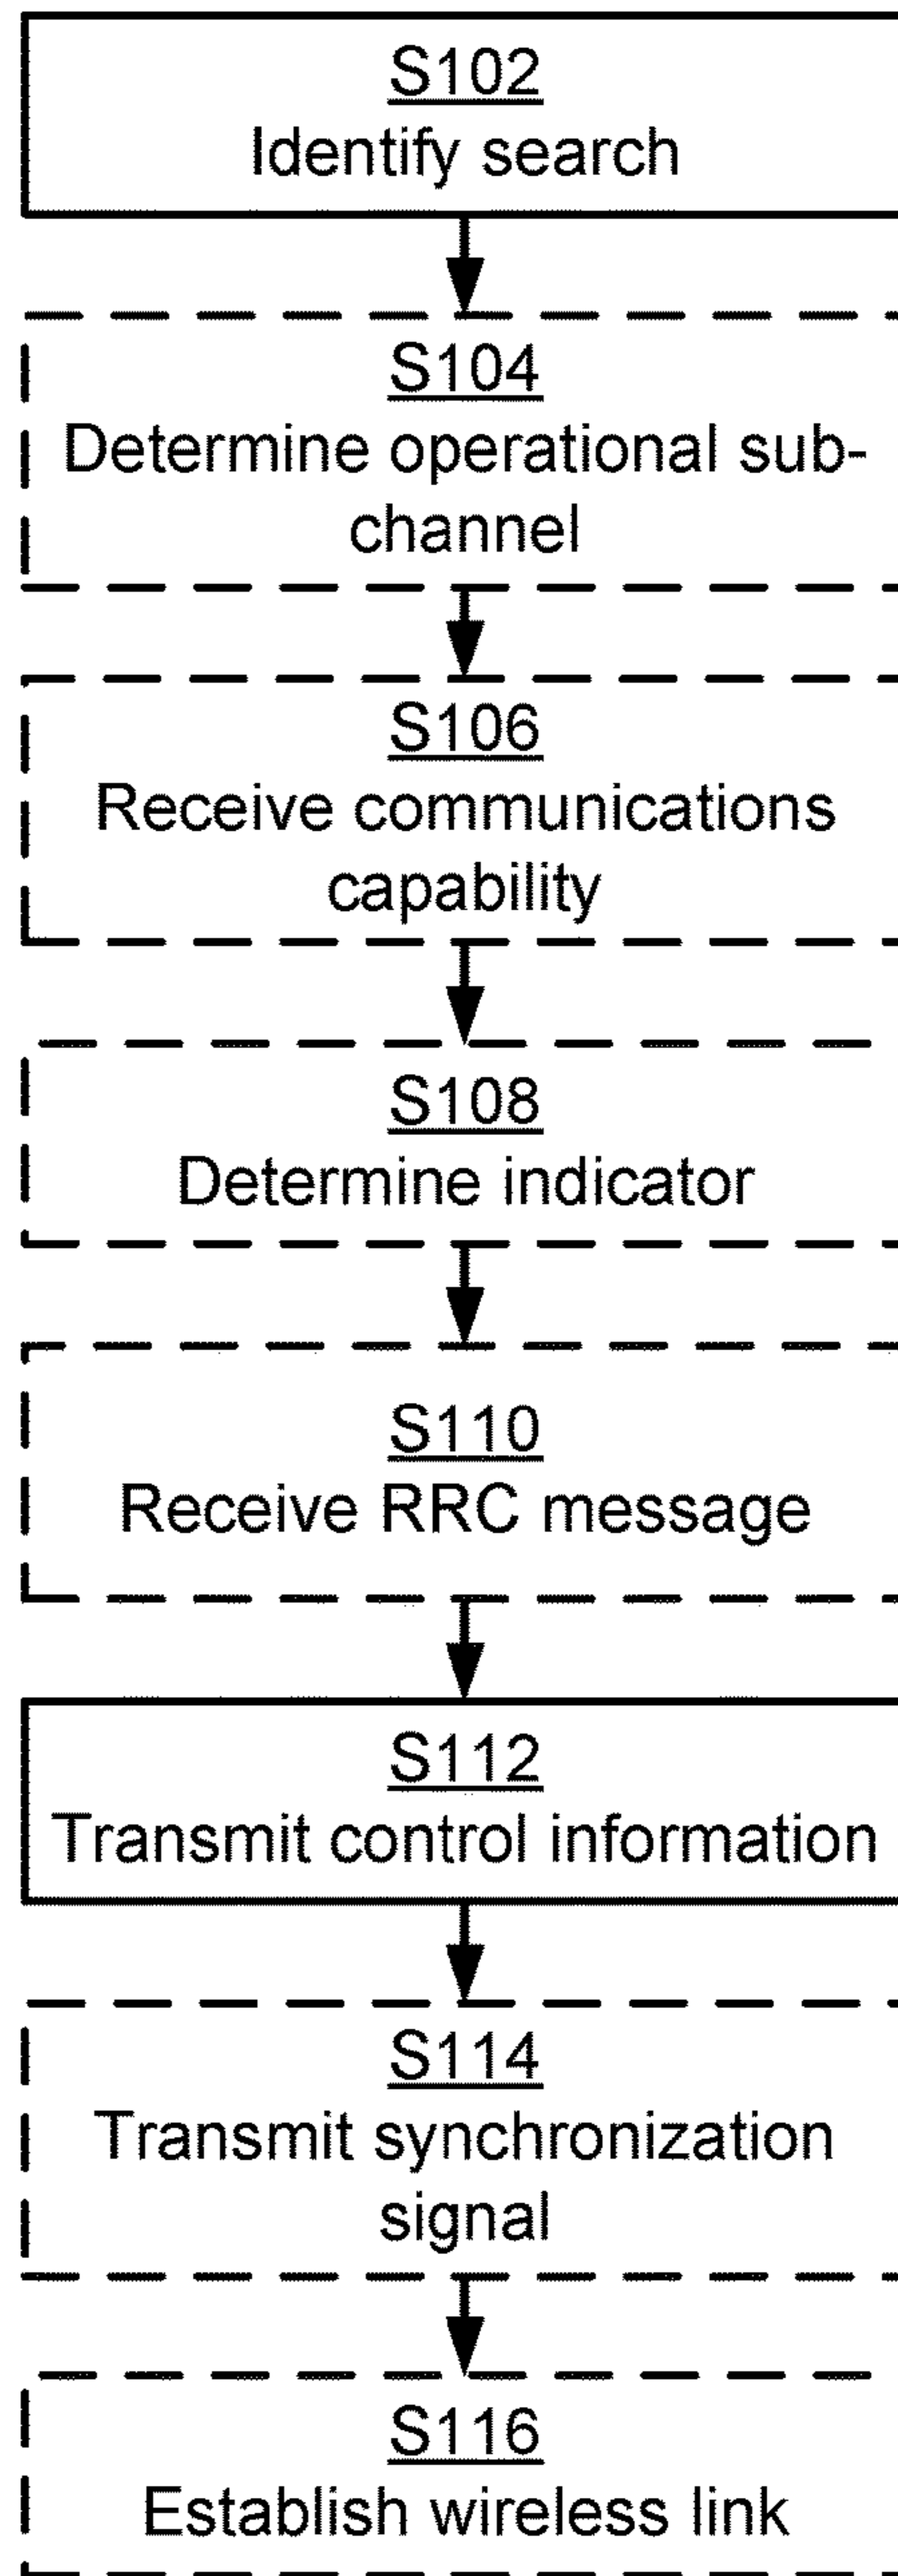 S102
Identify search
S104
Determine operational sub-
channel
S106
Receive communications
capability
S108
Determine indicator
S110
Receive RRC message
S112
Transmit control information
S114
Transmit synchronization
signal
S116
Establish wireless link